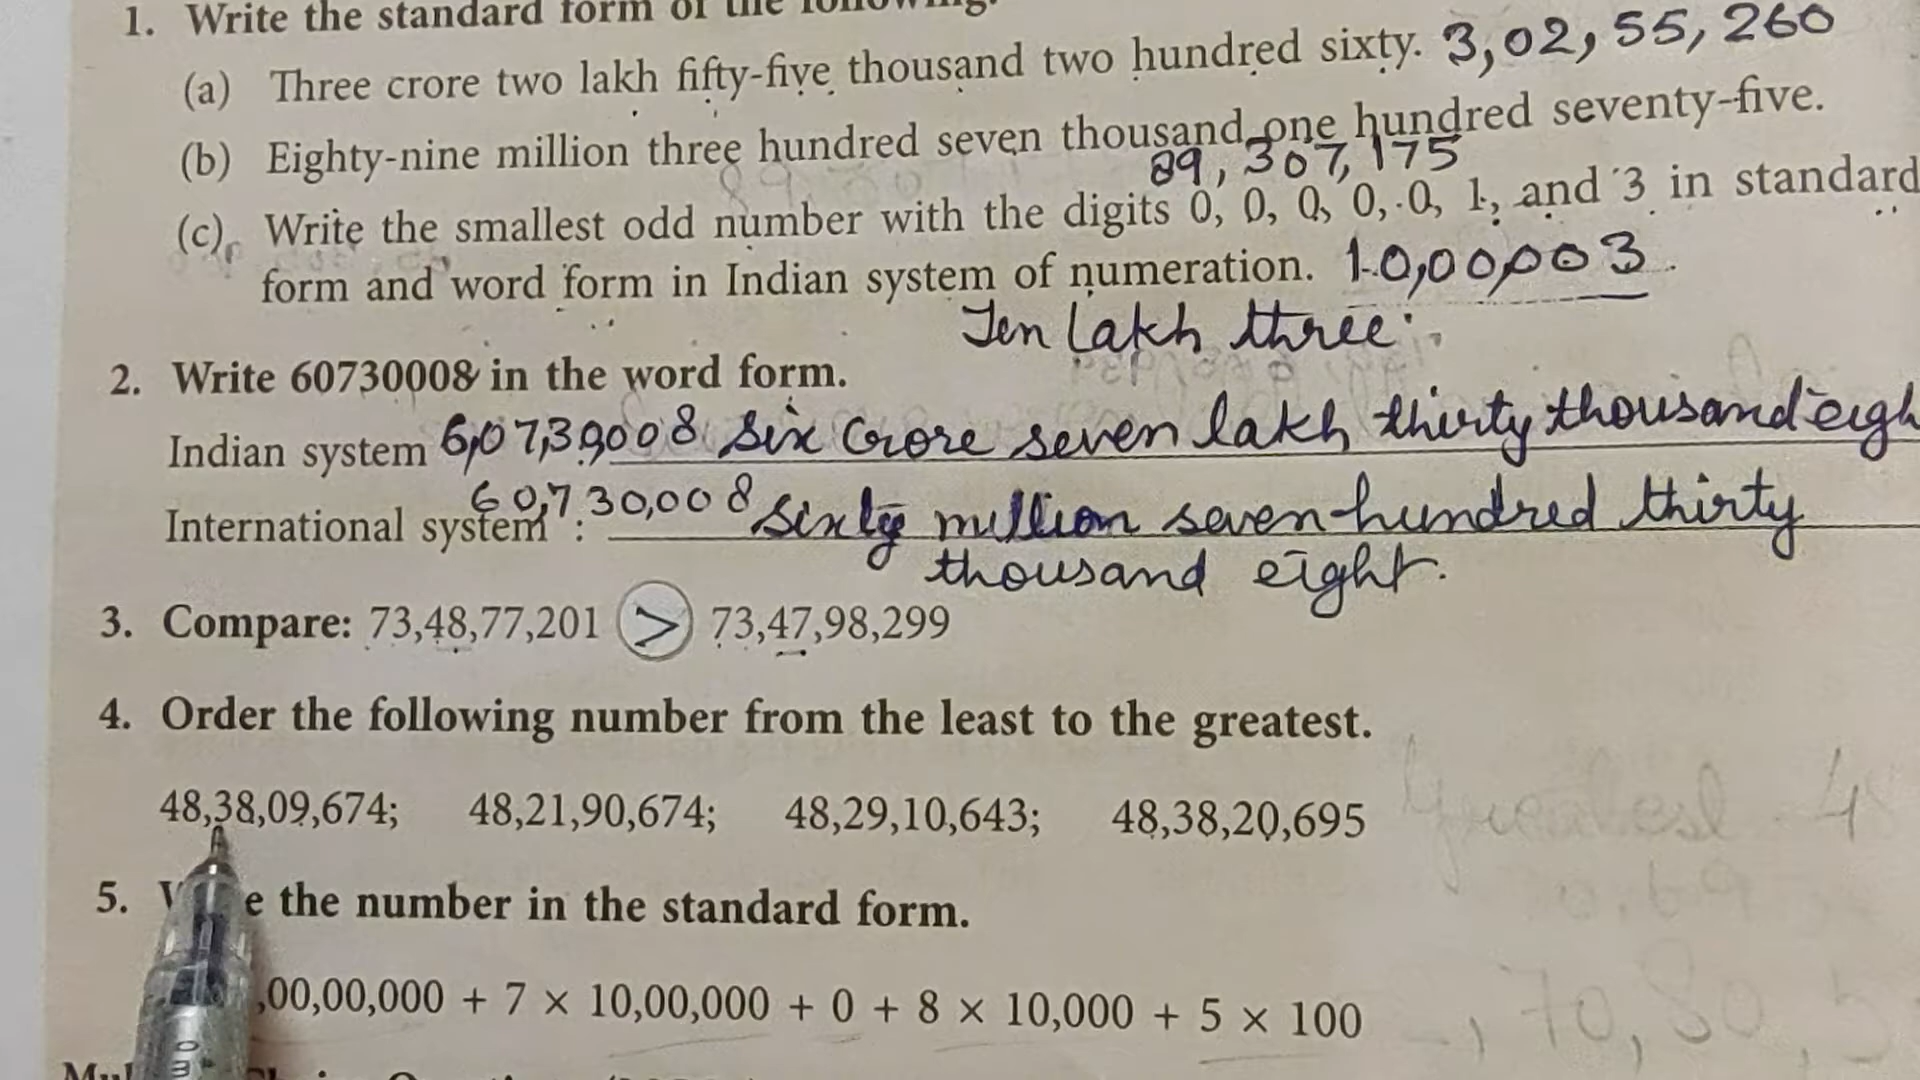 1. Write the standard form of the following.
(a) Three crore two lakh fifty-five thousand two hundred sixty. 3,02,55,260
(b) Eighty-nine million three hundred seven thousand one hundred seventy-five.
89,307,175
(c) Write the smallest odd number with the digits 0, 0, 0, 0, 0, 1, and 3 in standard
form and word form in Indian system of numeration. 10,00,003
Ten lakh three
2. Write 60730008 in the word form.
Indian system 6,07,30,008 six crore seven lakh thirty thousand eigh
60,730,008
International system : sixty million seven hundred thirty
thousand eight.
3. Compare: 73,48,77,201 > 73,47,98,299
4. Order the following number from the least to the greatest.
48,38,09,674; 48,21,90,674; 48,29,10,643; 48,38,20,695
5. the number in the standard form.
,00,00,000 + 7 × 10,00,000 + 0 + 8 × 10,000 + 5 × 100